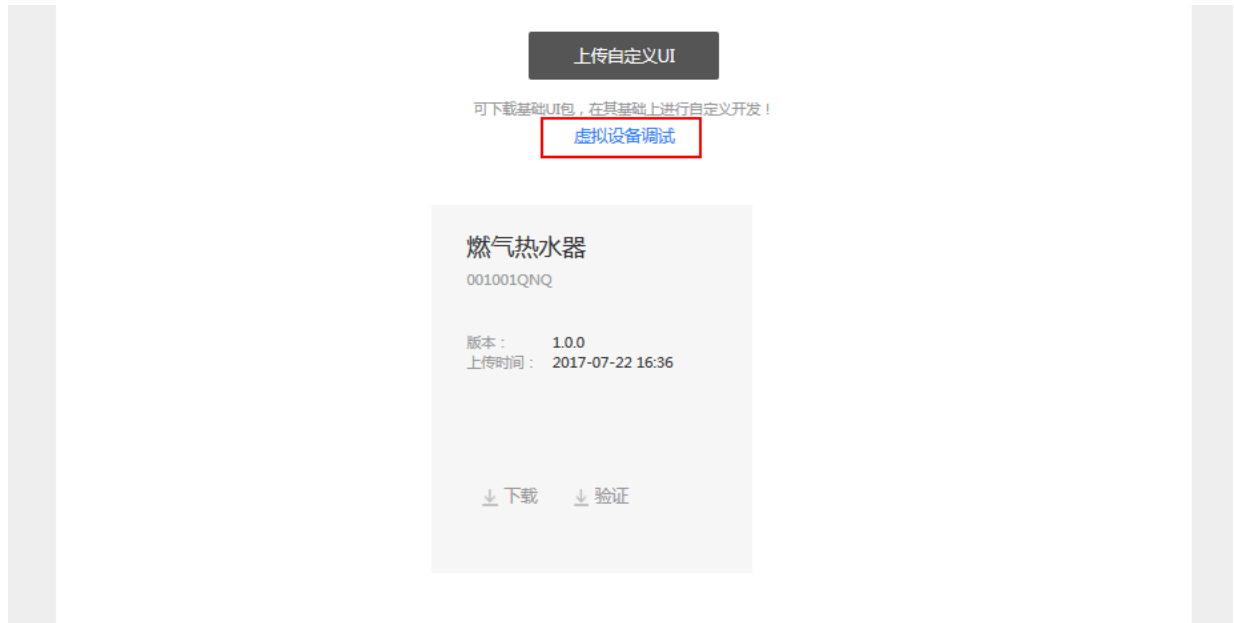 上传自定义UI
可下载基础UI包，在其基础上进行自定义开发！
虚拟设备调试
燃气热水器
001001QNQ
版本： 1.0.0
上传时间： 2017-07-22 16:36
下载 验证